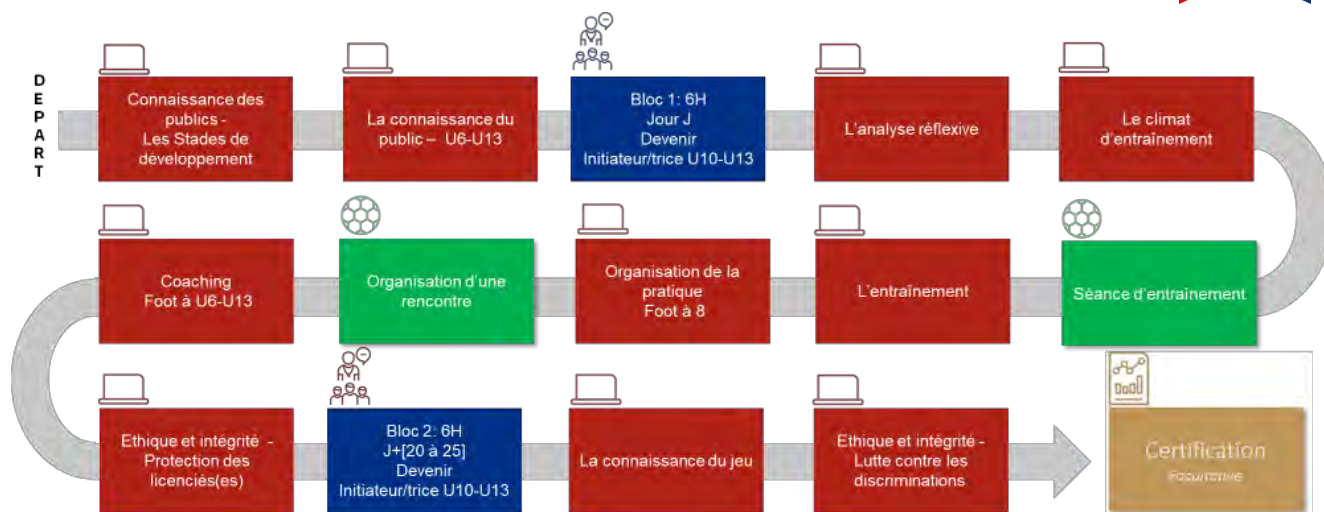 DEPART
Connaissance des
publics -
Les Stades de
développement
La connaissance du
public – U6-U13
Bloc 1: 6H
Jour J
Devenir
Initiateur/trice U10-U13
L'analyse réflexive
Le climat
d'entraînement
Coaching
Foot à U6-U13
Organisation d'une
rencontre
Organisation de la
pratique
Foot à 8
L'entraînement
Séance d'entraînement
Ethique et intégrité -
Protection des
licenciés(es)
Bloc 2: 6H
J+[20 à 25]
Devenir
Initiateur/trice U10-U13
La connaissance du jeu
Ethique et intégrité -
Lutte contre les
discriminations
Certification
Facultative